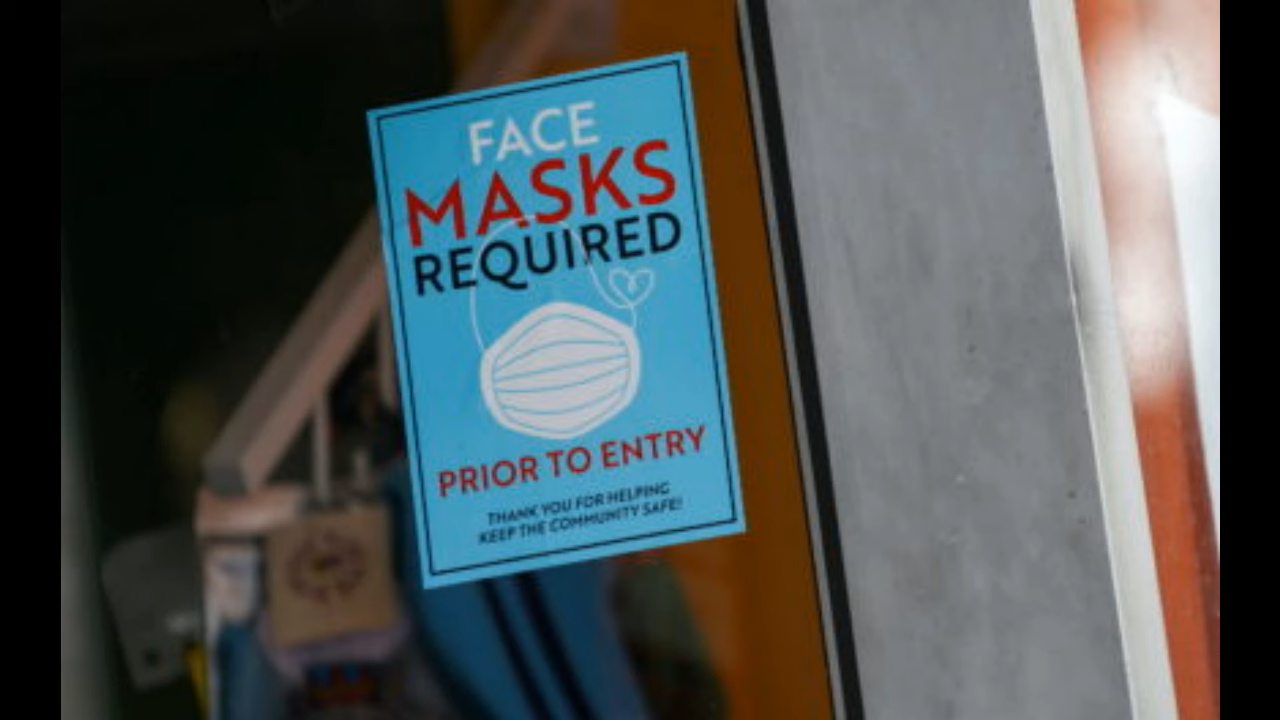 FACE
MASKS
REQUIRED
PRIOR TO ENTRY
THANK YOU FOR HELPING
KEEP THE COMMUNITY SAFE!